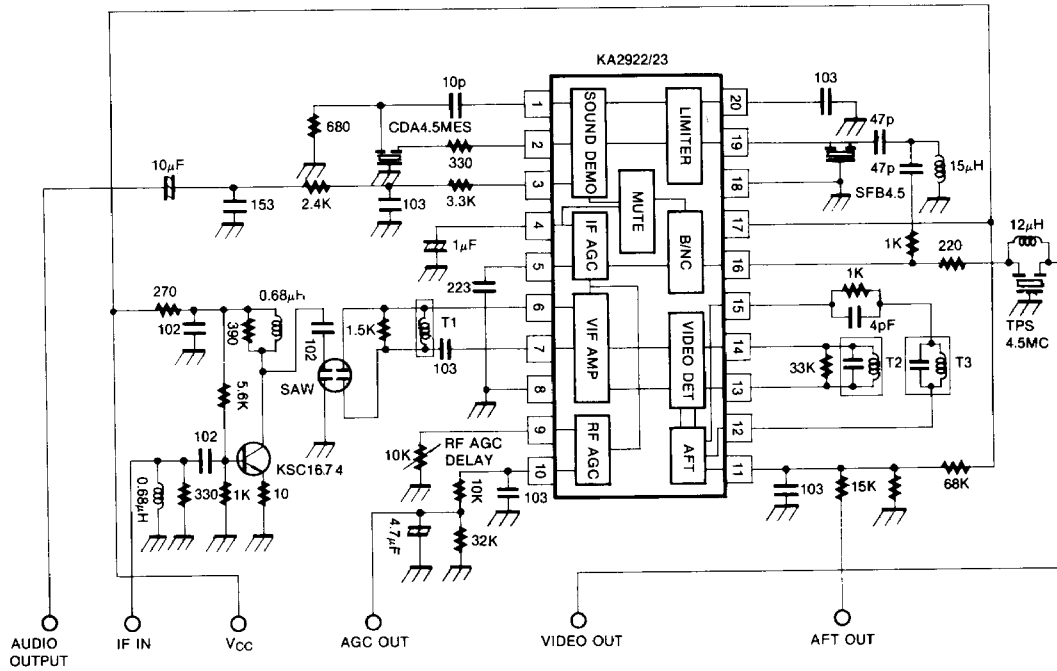 KA2922/23
10p
1
20
103
680
CDA4.5MES
330
2
19
47p
47p
15μH
SFB4.5
10μF
153
2.4K
103
3.3K
3
18
SOUND DEMO
LIMITER
MUTE
1μF
4
17
IF AGC
B/NC
1K
220
12μH
TPS
4.5MC
223
5
16
270
102
390
0.68μH
102
1.5K
T1
103
6
15
1K
4pF
SAW
7
14
VIF AMP
VIDEO DET
33K
T2
T3
8
13
5.6K
9
12
RF AGC
AFT
10K
RF AGC
DELAY
102
KSC1674
10
11
0.68μH
330
1K
10
10K
103
4.7μF
32K
103
15K
68K
AUDIO
OUTPUT
IF IN
VCC
AGC OUT
VIDEO OUT
AFT OUT